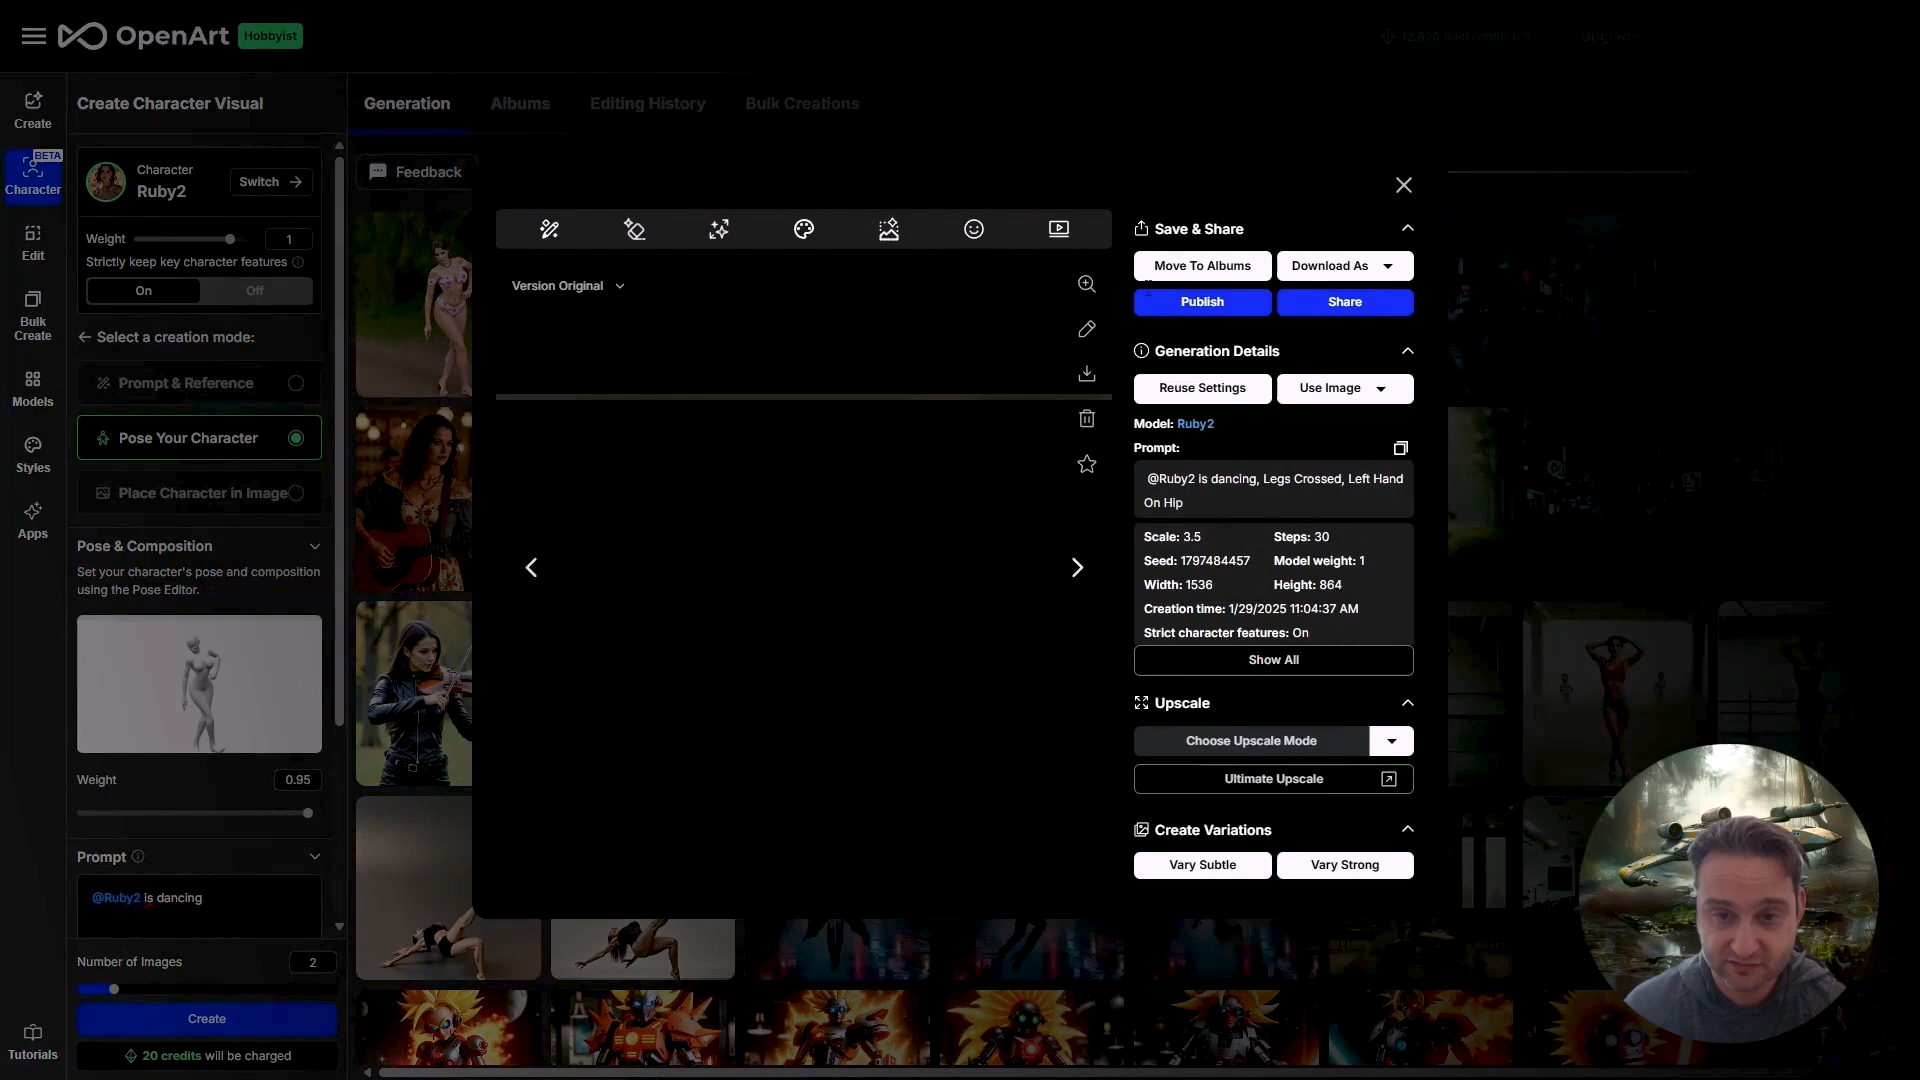 OpenArt
Hobbyist
Create
BETA
Character
Edit
Bulk
Create
Models
Styles
Apps
Tutorials
Create Character Visual
Character
Ruby2
Switch
Weight
1
Strictly keep key character features
On
Off
Select a creation mode:
Prompt & Reference
Pose Your Character
Place Character in Image
Pose & Composition
Set your character's pose and composition
using the Pose Editor.
Weight
0.95
Prompt
@Ruby2 is dancing
Number of Images
2
Create
20 credits will be charged
Generation
Albums
Editing History
Bulk Creations
Feedback
Version Original
Save & Share
Move To Albums
Download As
Publish
Share
Generation Details
Reuse Settings
Use Image
Model: Ruby2
Prompt:
@Ruby2 is dancing, Legs Crossed, Left Hand
On Hip
Scale: 3.5
Steps: 30
Seed: 1797484457
Model weight: 1
Width: 1536
Height: 864
Creation time: 1/29/2025 11:04:37 AM
Strict character features: On
Show All
Upscale
Choose Upscale Mode
Ultimate Upscale
Create Variations
Vary Subtle
Vary Strong